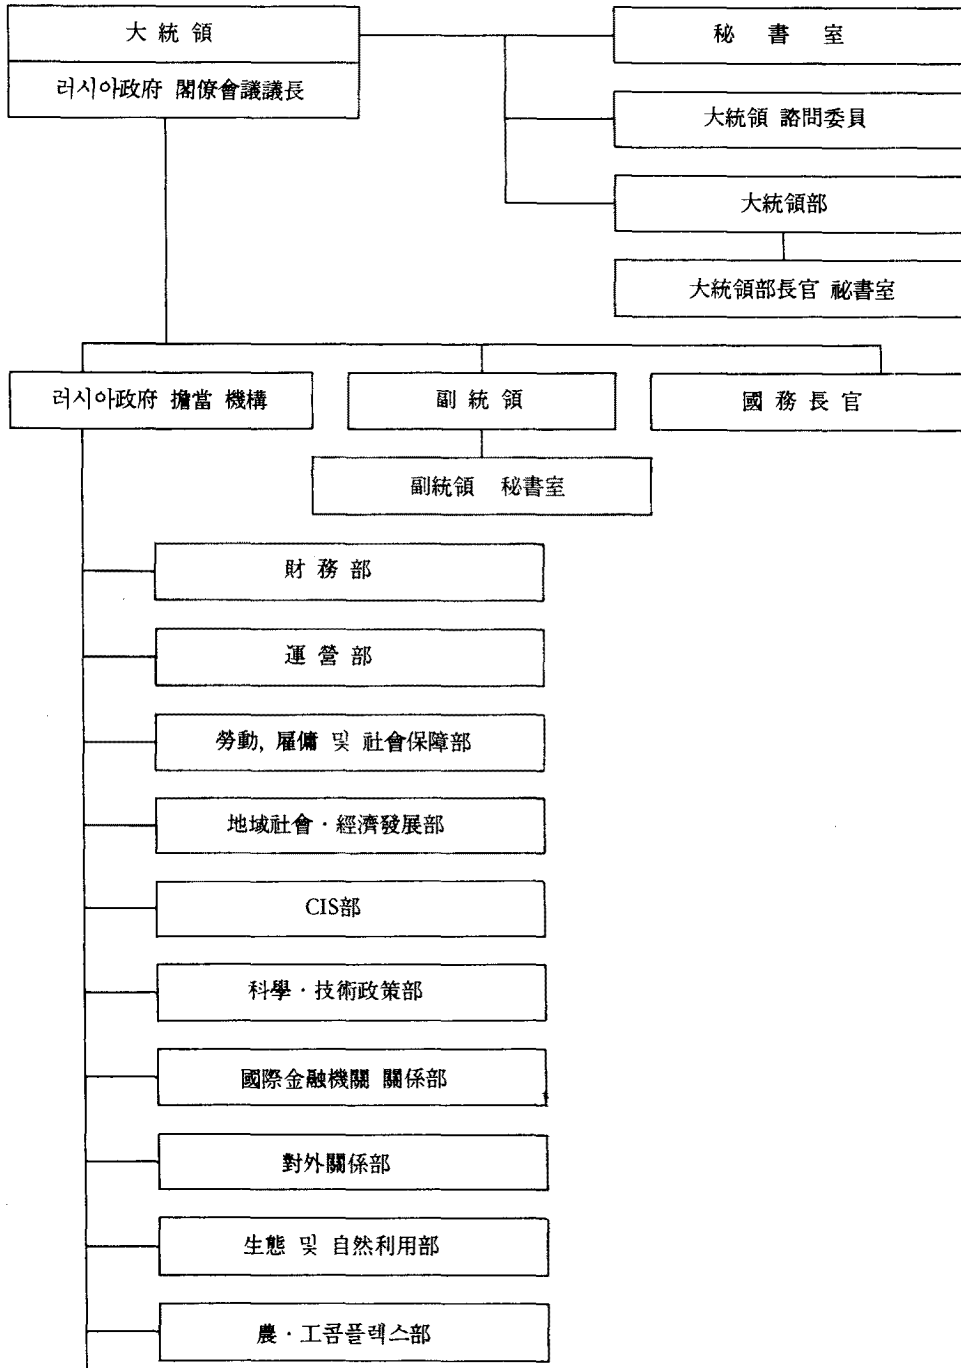 大統領
秘書室
러시아政府 閣僚會議議長
大統領 諮問委員
大統領部
大統領部長官 祕書室
러시아政府 擔當 機構
副統領
國務長官
副統領 秘書室
財務部
運營部
勞動, 雇傭 및 社會保障部
地域社會·經濟發展部
CIS部
科學·技術政策部
國際金融機關 關係部
對外關係部
生態 및 自然利用部
農·工콤플렉스部